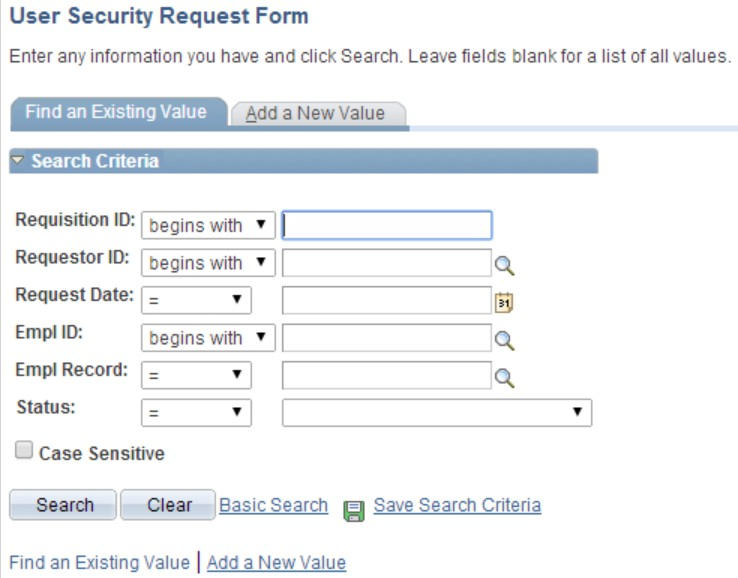 User Security Request Form
Enter any information you have and click Search. Leave fields blank for a list of all values.
Find an Existing Value Add a New Value
Search Criteria
Requisition ID: begins with
Requestor ID: begins with
Request Date: = 31
Empl ID: begins with
Empl Record: =
Status: =
Case Sensitive
Search Clear Basic Search Save Search Criteria
Find an Existing Value | Add a New Value